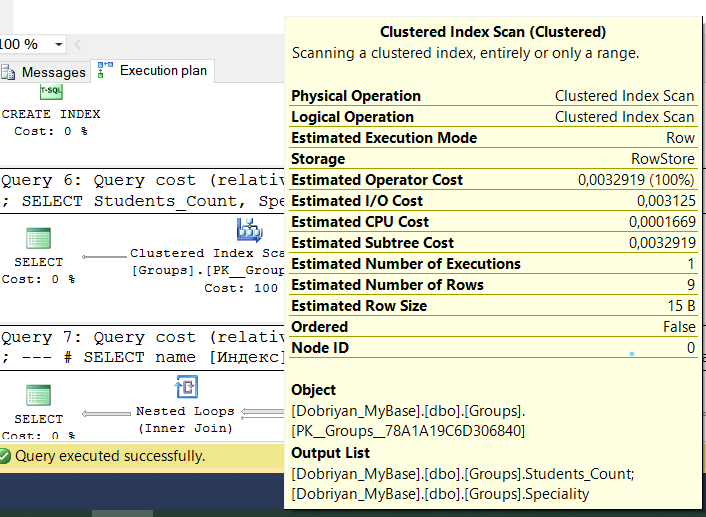 100 %
Messages
Execution plan
T-SQL
CREATE INDEX
Cost: 0 %
Query 6: Query cost (relativ
; SELECT Students_Count, Spe
SELECT
Cost: 0 %
Clustered Index Sca
[Groups].[PK__Group
Cost: 100
Query 7: Query cost (relativ
; --- # SELECT name [Индекс]
SELECT
Cost: 0 %
Nested Loops
(Inner Join)
Query executed successfully.
Clustered Index Scan (Clustered)
Scanning a clustered index, entirely or only a range.
Physical Operation Clustered Index Scan
Logical Operation Clustered Index Scan
Estimated Execution Mode Row
Storage RowStore
Estimated Operator Cost 0,0032919 (100%)
Estimated I/O Cost 0,003125
Estimated CPU Cost 0,0001669
Estimated Subtree Cost 0,0032919
Estimated Number of Executions 1
Estimated Number of Rows 9
Estimated Row Size 15 B
Ordered False
Node ID 0
Object
[Dobriyan_MyBase].[dbo].[Groups].
[PK__Groups__78A1A19C6D306840]
Output List
[Dobriyan_MyBase].[dbo].[Groups].Students_Count;
[Dobriyan_MyBase].[dbo].[Groups].Speciality